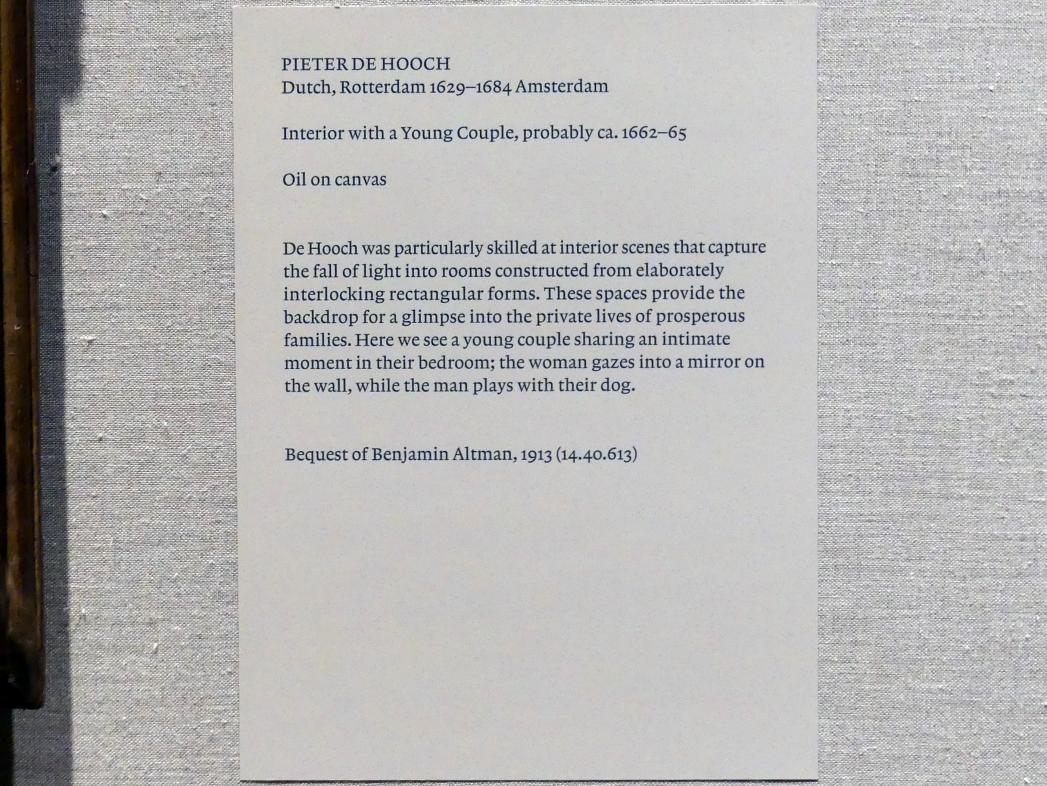 PIETER DE HOOCH
Dutch, Rotterdam 1629–1684 Amsterdam
Interior with a Young Couple, probably ca. 1662–65
Oil on canvas
De Hooch was particularly skilled at interior scenes that capture
the fall of light into rooms constructed from elaborately
interlocking rectangular forms. These spaces provide the
backdrop for a glimpse into the private lives of prosperous
families. Here we see a young couple sharing an intimate
moment in their bedroom; the woman gazes into a mirror on
the wall, while the man plays with their dog.
Bequest of Benjamin Altman, 1913 (14.40.613)